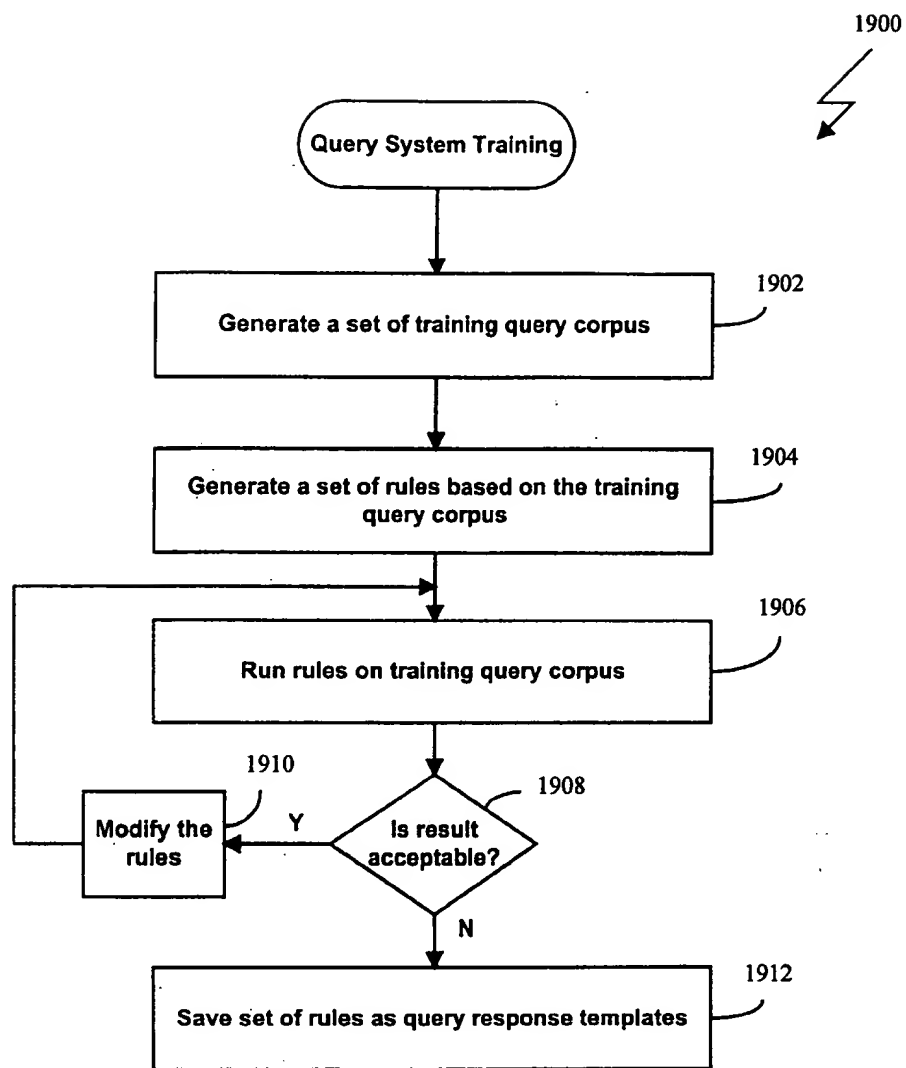 1900
Query System Training
1902
Generate a set of training query corpus
1904
Generate a set of rules based on the training
query corpus
1906
Run rules on training query corpus
1910
1908
Modify the
rules
Y
Is result
acceptable?
N
1912
Save set of rules as query response templates